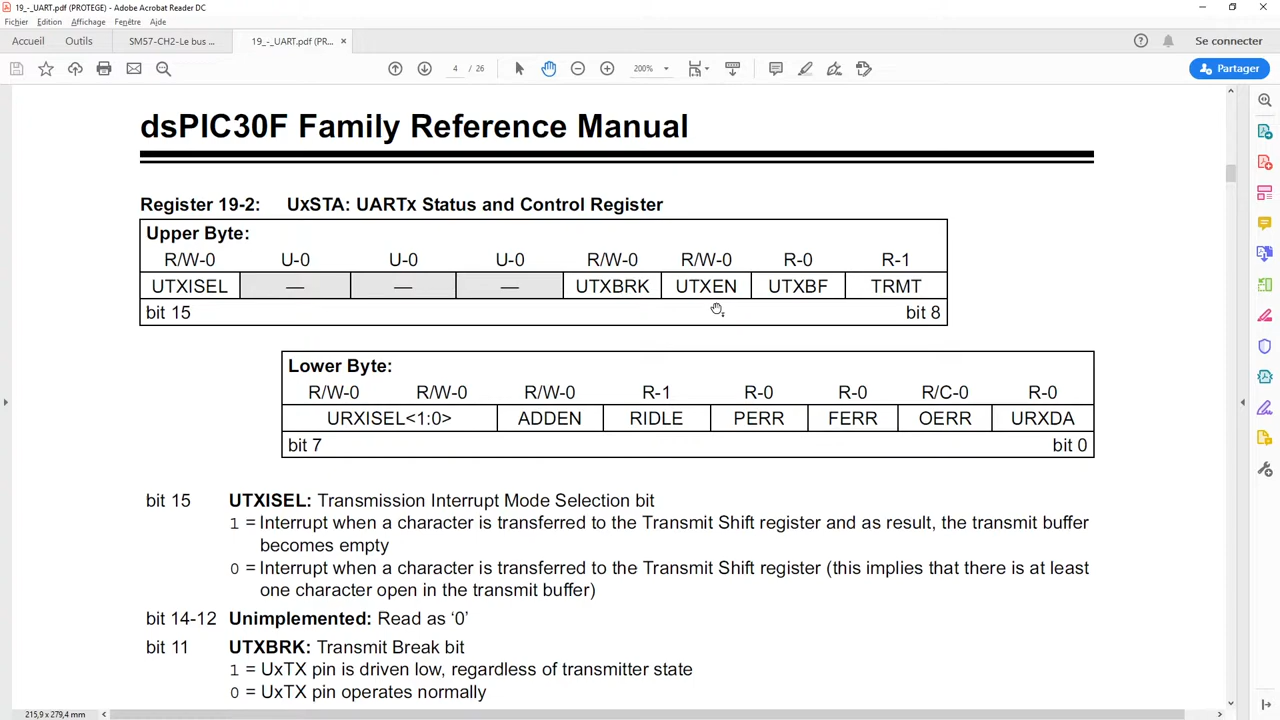 19_-_UART.pdf (PROTEGE) - Adobe Acrobat Reader DC
Fichier Edition Affichage Fenêtre Aide
Accueil Outils SM57-CH2-Le bus ... 19_-_UART.pdf (PR... × Se connecter
4 / 26 200% Partager
dsPIC30F Family Reference Manual
Register 19-2: UxSTA: UARTx Status and Control Register
Upper Byte:
R/W-0 U-0 U-0 U-0 R/W-0 R/W-0 R-0 R-1
UTXISEL — — — UTXBRK UTXEN UTXBF TRMT
bit 15 bit 8
Lower Byte:
R/W-0 R/W-0 R/W-0 R-1 R-0 R-0 R/C-0 R-0
URXISEL<1:0> ADDEN RIDLE PERR FERR OERR URXDA
bit 7 bit 0
bit 15 UTXISEL: Transmission Interrupt Mode Selection bit
1 = Interrupt when a character is transferred to the Transmit Shift register and as result, the transmit buffer
becomes empty
0 = Interrupt when a character is transferred to the Transmit Shift register (this implies that there is at least
one character open in the transmit buffer)
bit 14-12 Unimplemented: Read as ‘0’
bit 11 UTXBRK: Transmit Break bit
1 = UxTX pin is driven low, regardless of transmitter state
0 = UxTX pin operates normally
215,9 x 279,4 mm